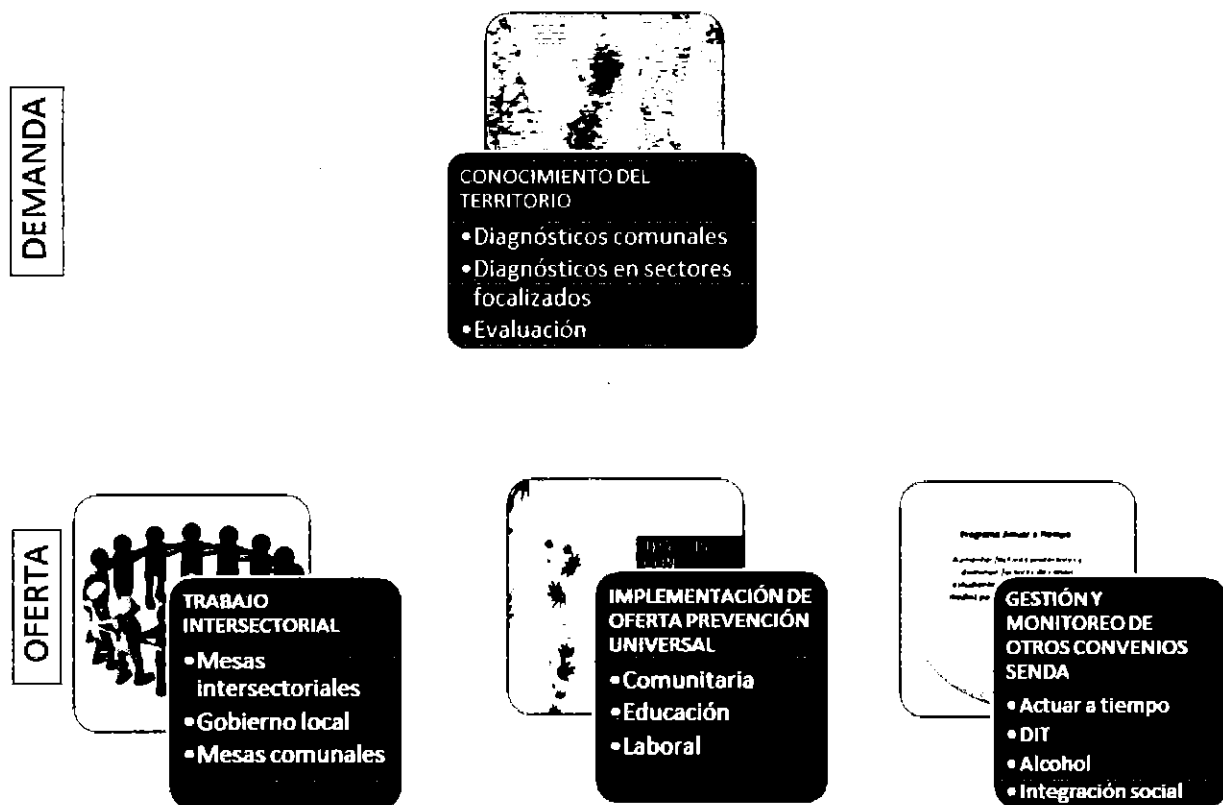 DEMANDA
CONOCIMIENTO DEL
TERRITORIO
•Diagnósticos comunales
•Diagnósticos en sectores
focalizados
•Evaluación
OFERTA
TRABAJO
INTERSECTORIAL
•Mesas
intersectoriales
•Gobierno local
•Mesas comunales
IMPLEMENTACIÓN DE
OFERTA PREVENCIÓN
UNIVERSAL
•Comunitaria
•Educación
•Laboral
Programa Actuar a Tiempo
GESTIÓN Y
MONITOREO DE
OTROS CONVENIOS
SENDA
•Actuar a tiempo
•DIT
•Alcohol
•Integración social